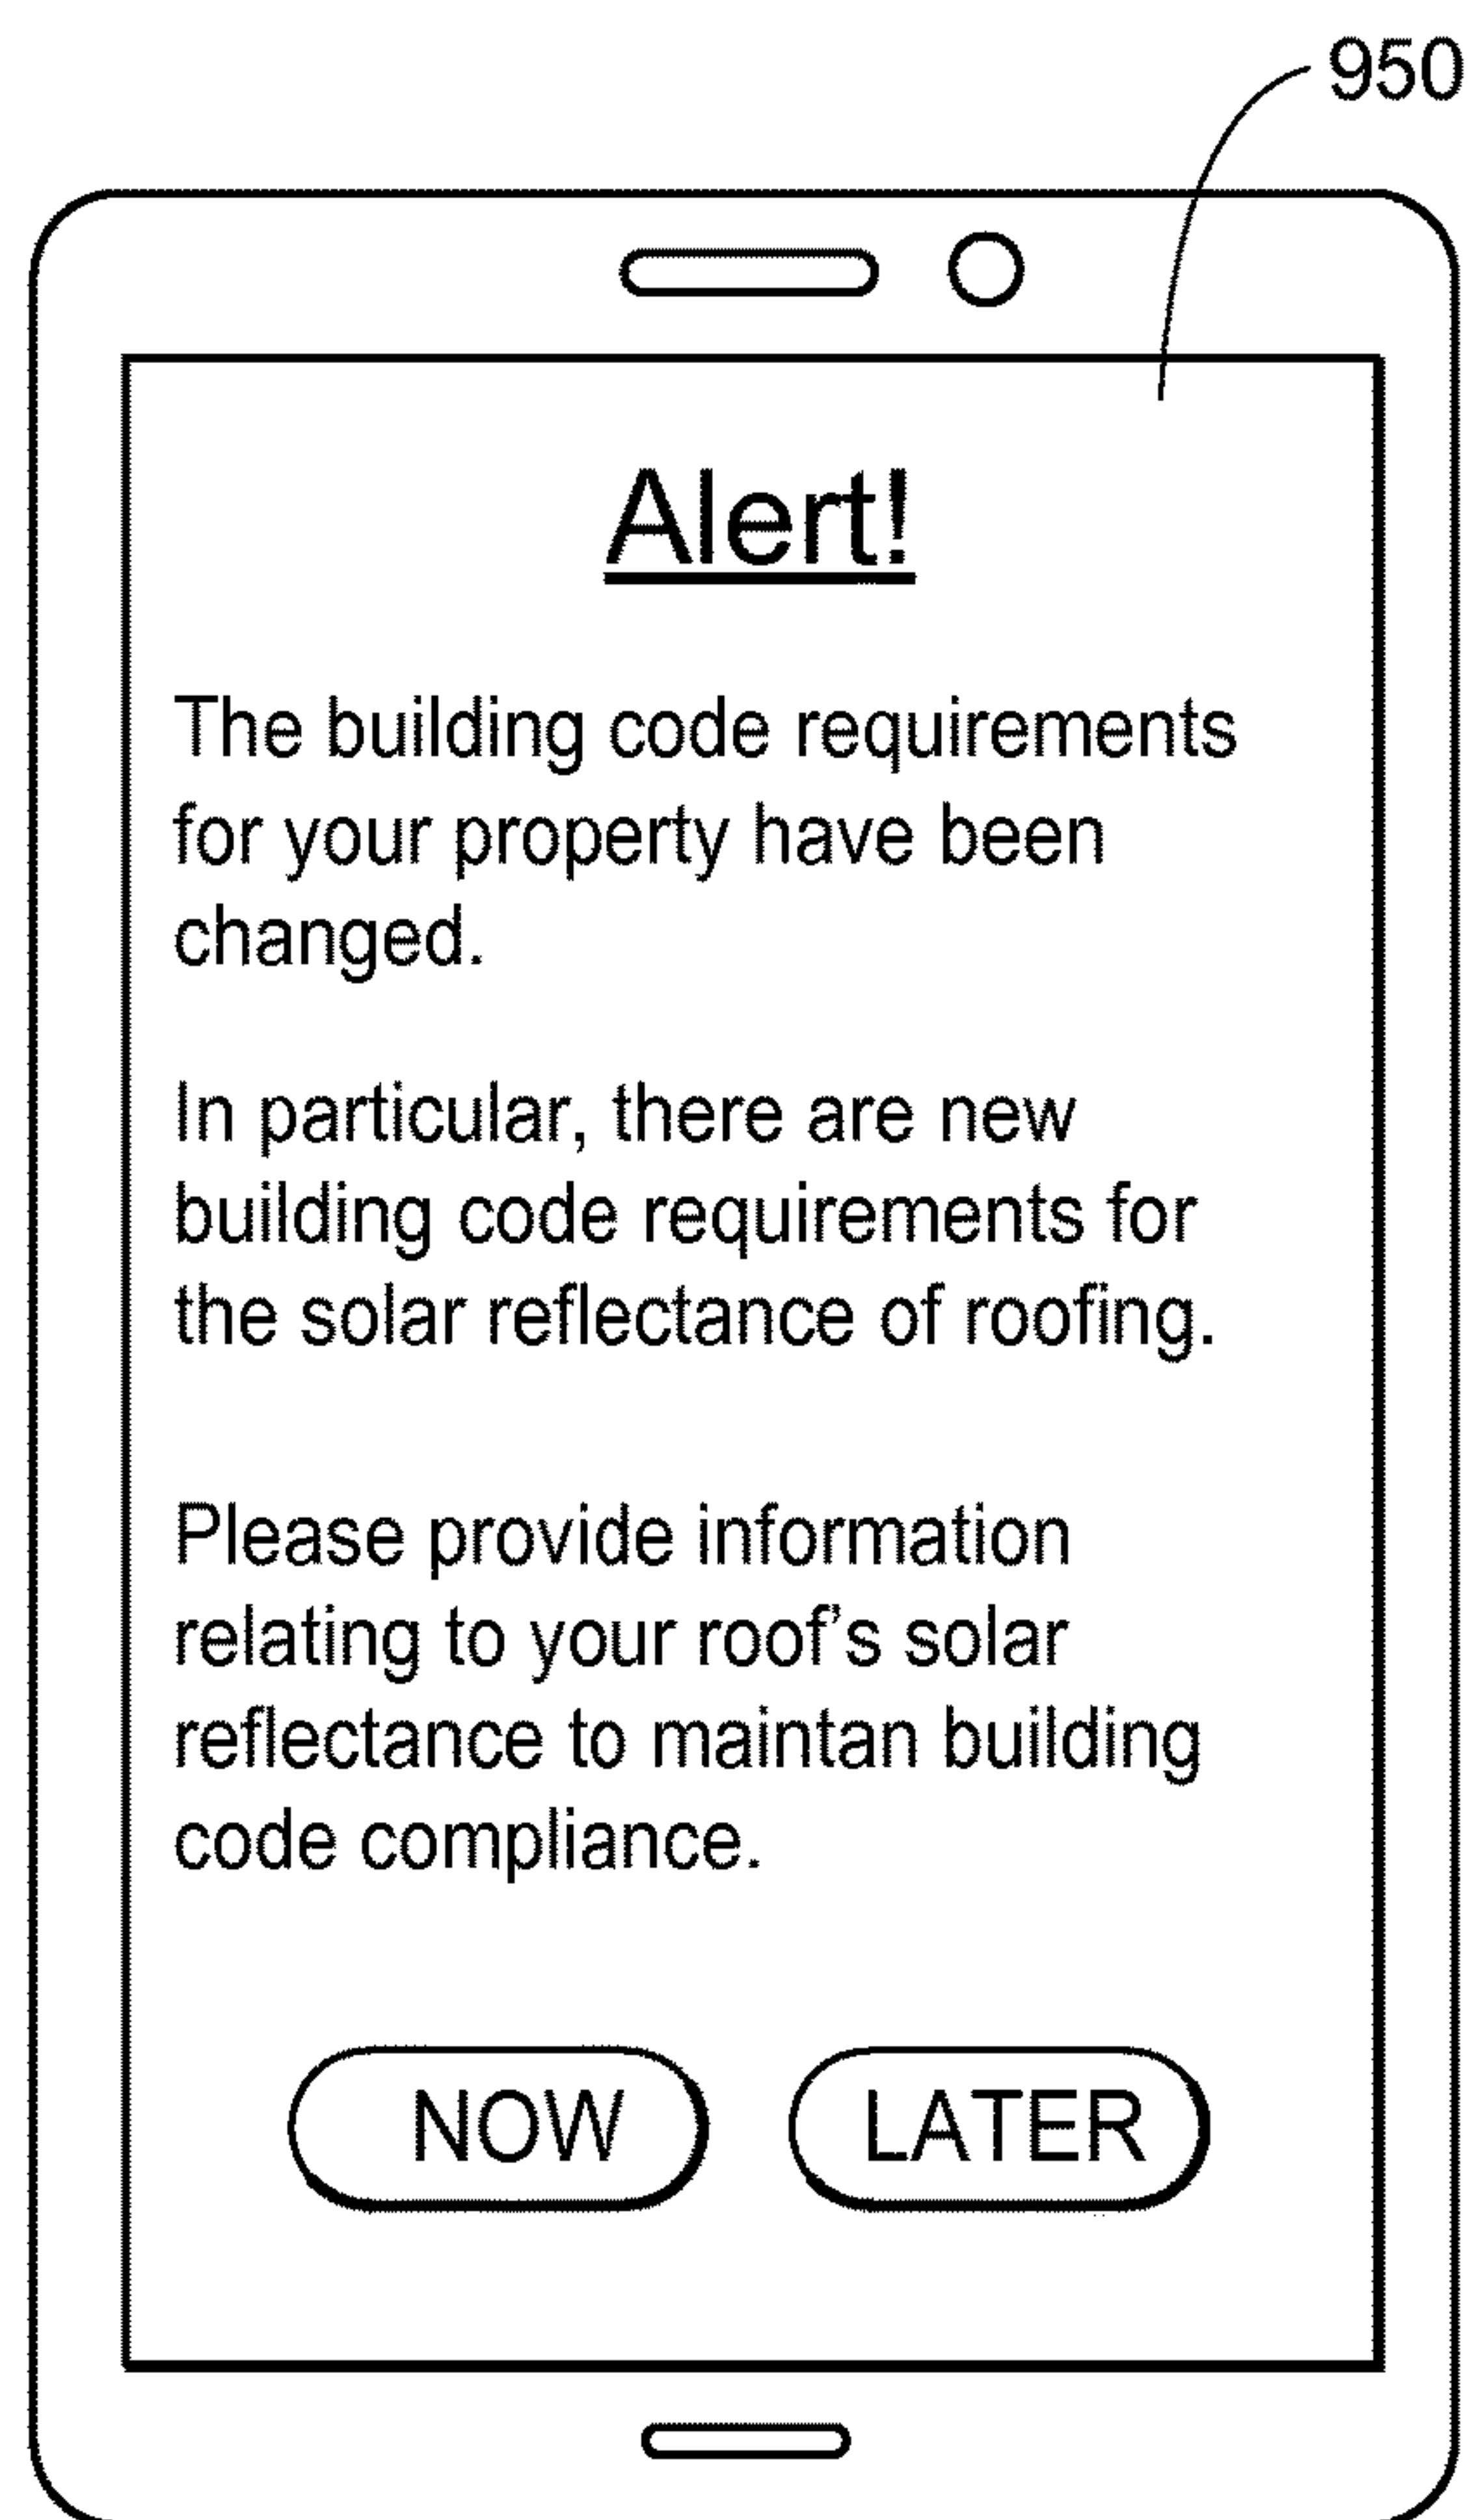 950
Alert!
The building code requirements
for your property have been
changed.
In particular, there are new
building code requirements for
the solar reflectance of roofing.
Please provide information
relating to your roof's solar
reflectance to maintan building
code compliance.
NOW LATER